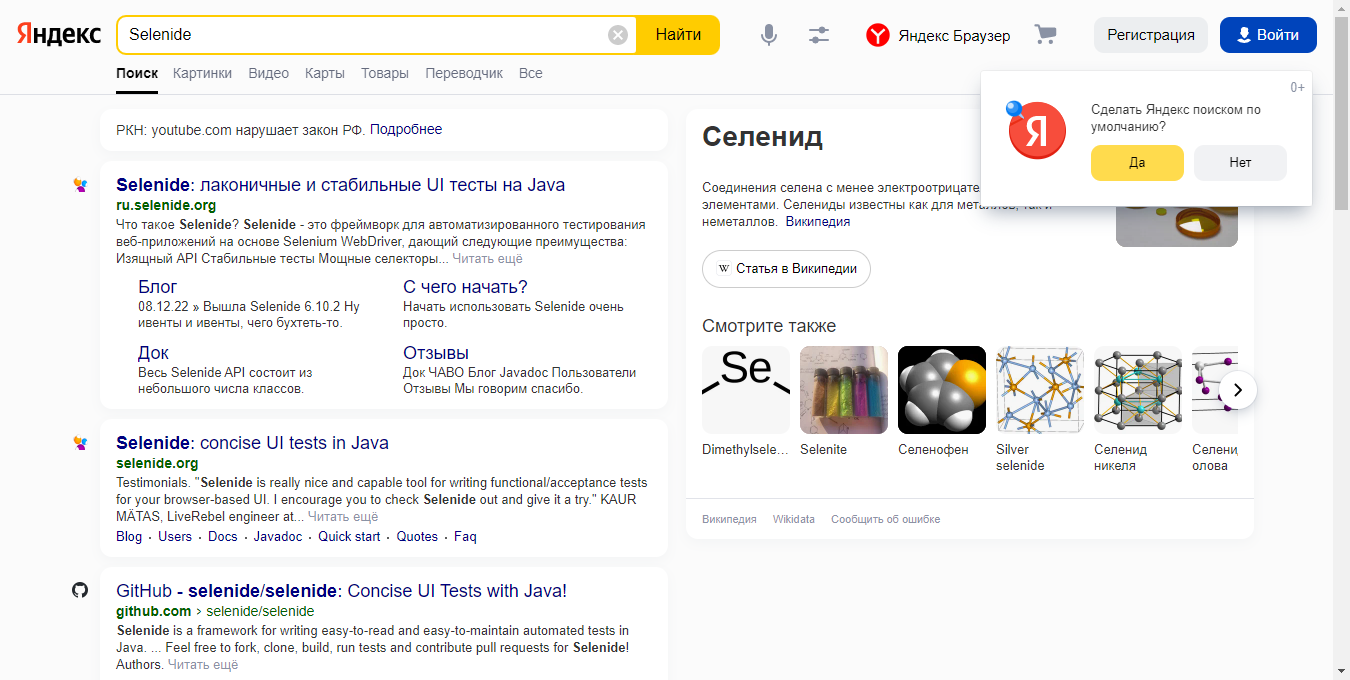 Яндекс
Selenide
Найти
Яндекс Браузер
Регистрация
Войти
Поиск
Картинки
Видео
Карты
Товары
Переводчик
Все
0+
Сделать Яндекс поиском по
умолчанию?
Да
Нет
РКН: youtube.com нарушает закон РФ. Подробнее
Selenide: лаконичные и стабильные UI тесты на Java
ru.selenide.org
Что такое Selenide? Selenide - это фреймворк для автоматизированного тестирования
веб-приложений на основе Selenium WebDriver, дающий следующие преимущества:
Изящный API Стабильные тесты Мощные селекторы... Читать ещё
Блог
08.12.22 » Вышла Selenide 6.10.2 Ну
ивенты и ивенты, чего бухтеть-то.
С чего начать?
Начать использовать Selenide очень
просто.
Док
Весь Selenide API состоит из
небольшого числа классов.
Отзывы
Док ЧАВО Блог Javadoc Пользователи
Отзывы Мы говорим спасибо.
Selenide: concise UI tests in Java
selenide.org
Testimonials. "Selenide is really nice and capable tool for writing functional/acceptance tests
for your browser-based UI. I encourage you to check Selenide out and give it a try." KAUR
MÄTAS, LiveRebel engineer at... Читать ещё
Blog · Users · Docs · Javadoc · Quick start · Quotes · Faq
GitHub - selenide/selenide: Concise UI Tests with Java!
github.com › selenide/selenide
Selenide is a framework for writing easy-to-read and easy-to-maintain automated tests in
Java. ... Feel free to fork, clone, build, run tests and contribute pull requests for Selenide!
Authors. Читать ещё
Селенид
Соединения селена с менее электроотрицате
элементами. Селениды известны как для металлов, так и
неметаллов. Википедия
W Статья в Википедии
Смотрите также
Se
Dimethylsele...
Selenite
Селенофен
Silver
selenide
Селенид
никеля
Селенид
олова
Википедия
Wikidata
Сообщить об ошибке